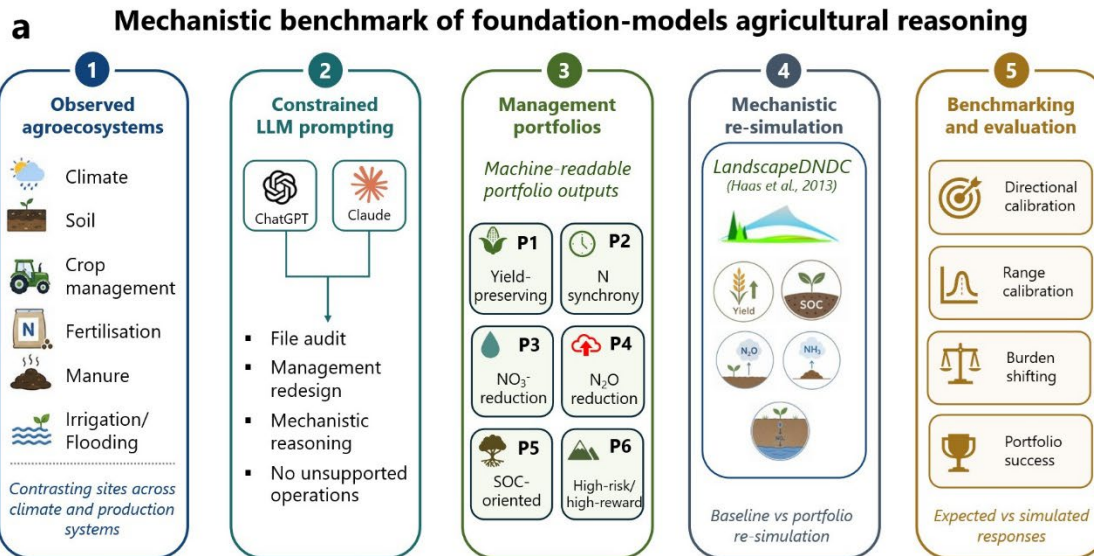 a
Mechanistic benchmark of foundation-models agricultural reasoning
1
Observed
agroecosystems
Climate
Soil
Crop
management
N
Fertilisation
Manure
Irrigation/
Flooding
Contrasting sites across
climate and production
systems
2
Constrained
LLM prompting
ChatGPT
Claude
▪ File audit
▪ Management
redesign
▪ Mechanistic
reasoning
▪ No unsupported
operations
3
Management
portfolios
Machine-readable
portfolio outputs
P1
Yield-
preserving
P2
N
synchrony
P3
NO₃-
reduction
P4
N₂O
reduction
P5
SOC-
oriented
P6
High-risk/
high-reward
4
Mechanistic
re-simulation
LandscapeDNDC
(Haas et al., 2013)
Yield
SOC
N₂O
NH₃
Baseline vs portfolio
re-simulation
5
Benchmarking
and evaluation
Directional
calibration
Range
calibration
Burden
shifting
Portfolio
success
Expected vs simulated
responses